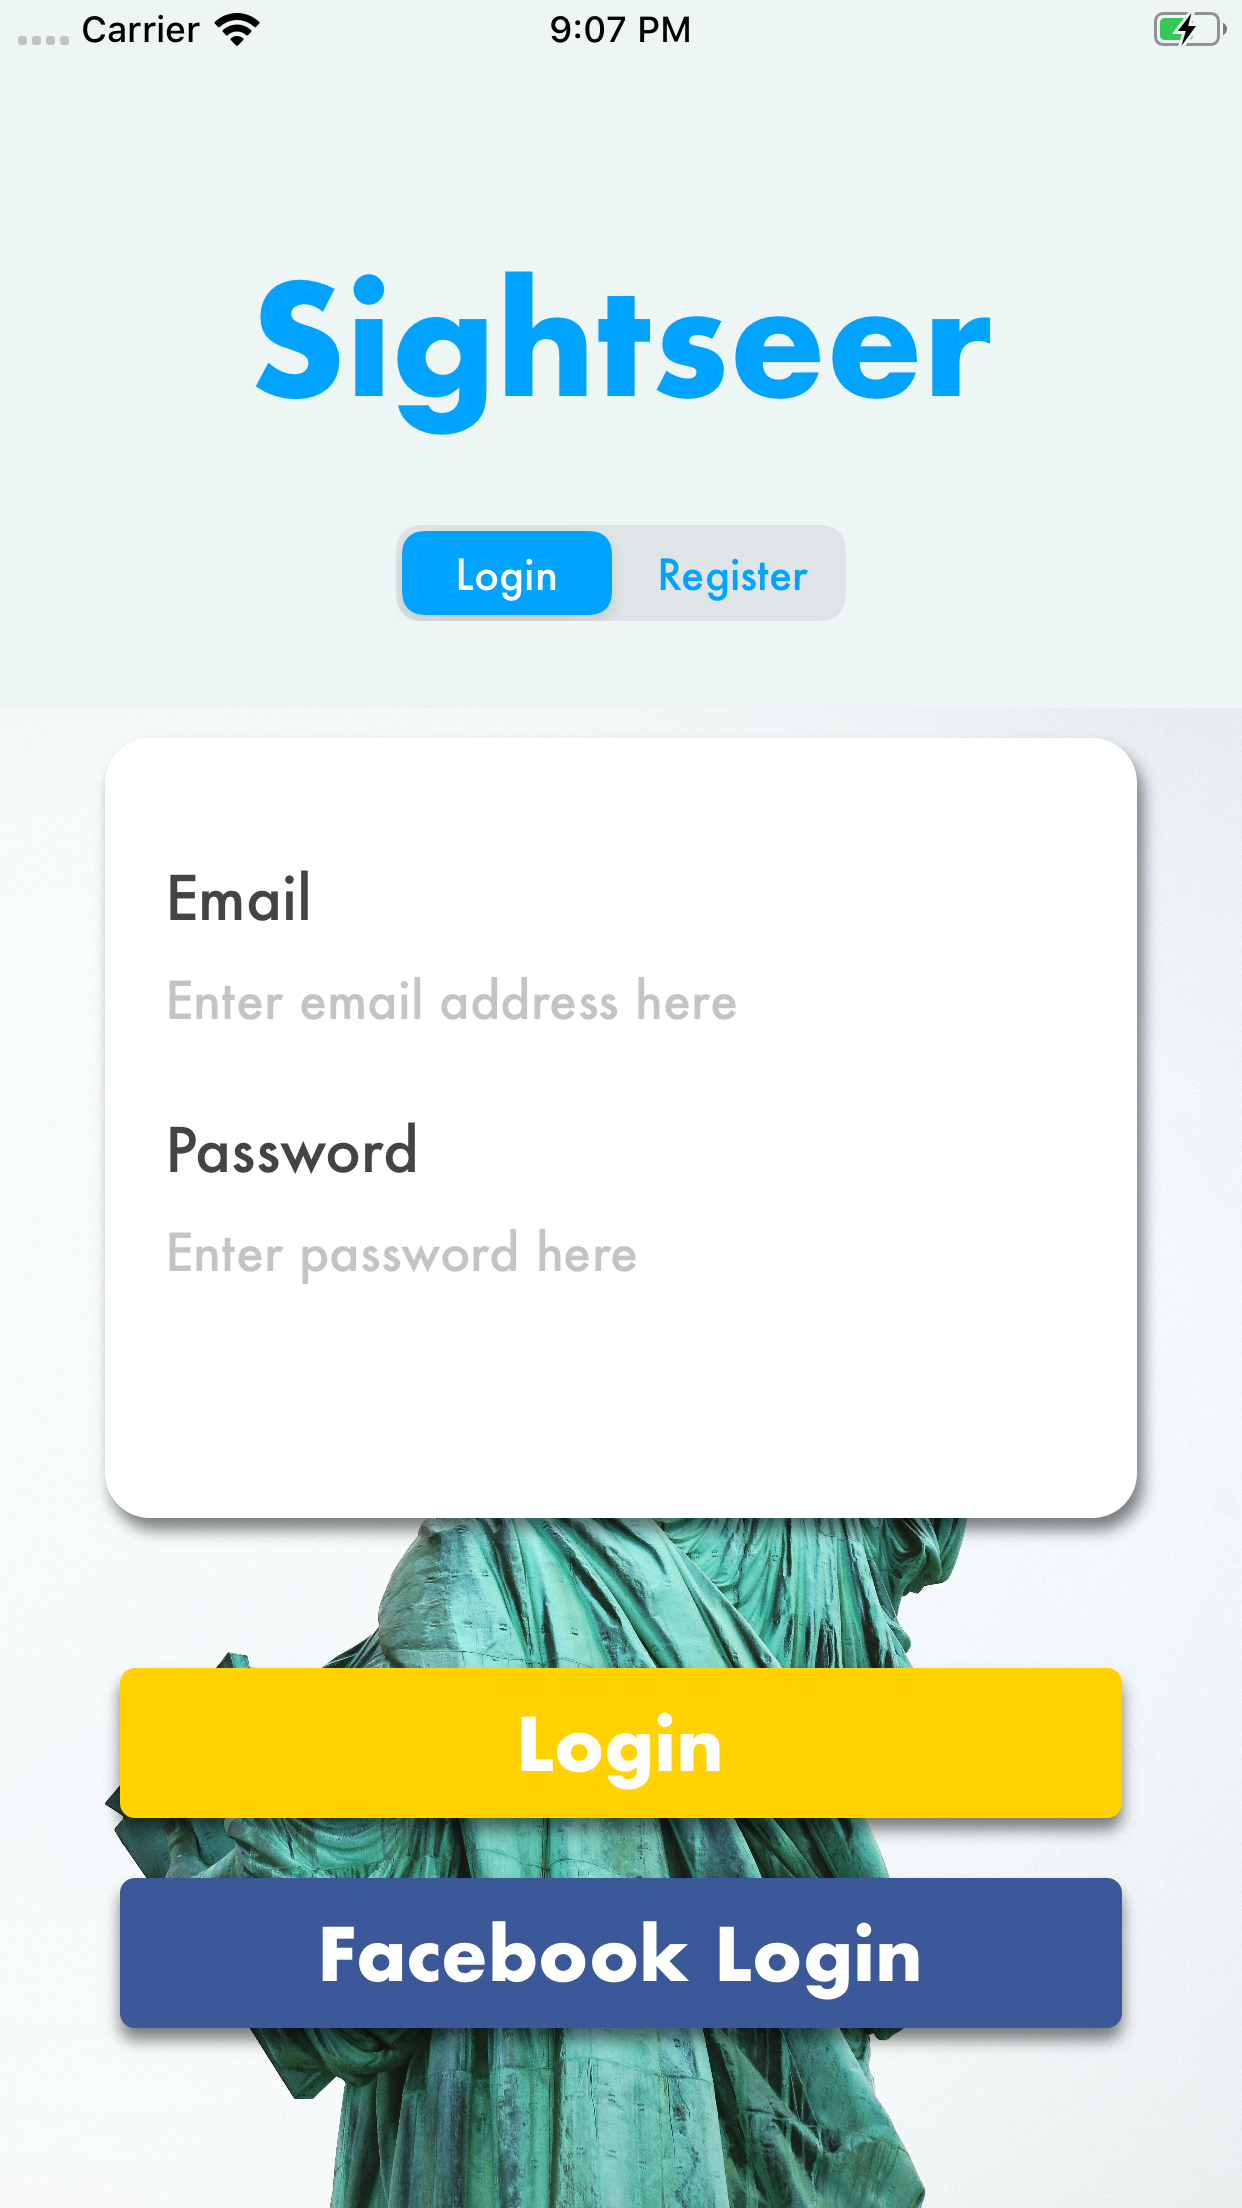 Carrier 9:07 PM
Sightseer
Login Register
Email
Enter email address here
Password
Enter password here
Login
Facebook Login